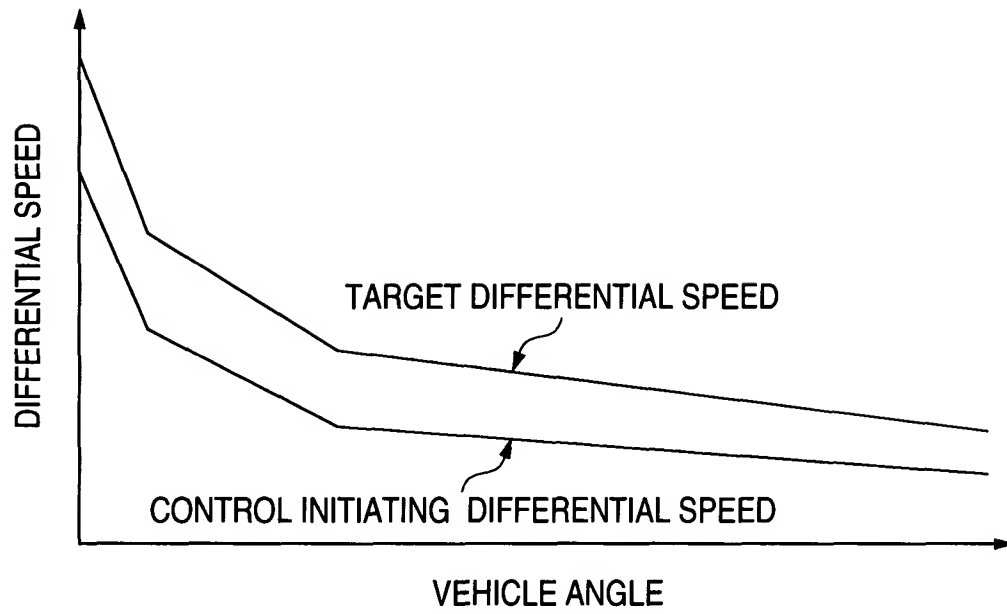 DIFFERENTIAL SPEED
TARGET DIFFERENTIAL SPEED
CONTROL INITIATING DIFFERENTIAL SPEED
VEHICLE ANGLE